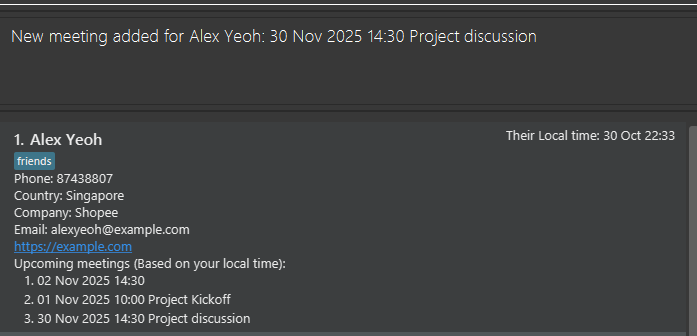 New meeting added for Alex Yeoh: 30 Nov 2025 14:30 Project discussion
1. Alex Yeoh
Their Local time: 30 Oct 22:33
friends
Phone: 87438807
Country: Singapore
Company: Shopee
Email: alexyeoh@example.com
https://example.com
Upcoming meetings (Based on your local time):
1. 02 Nov 2025 14:30
2. 01 Nov 2025 10:00 Project Kickoff
3. 30 Nov 2025 14:30 Project discussion